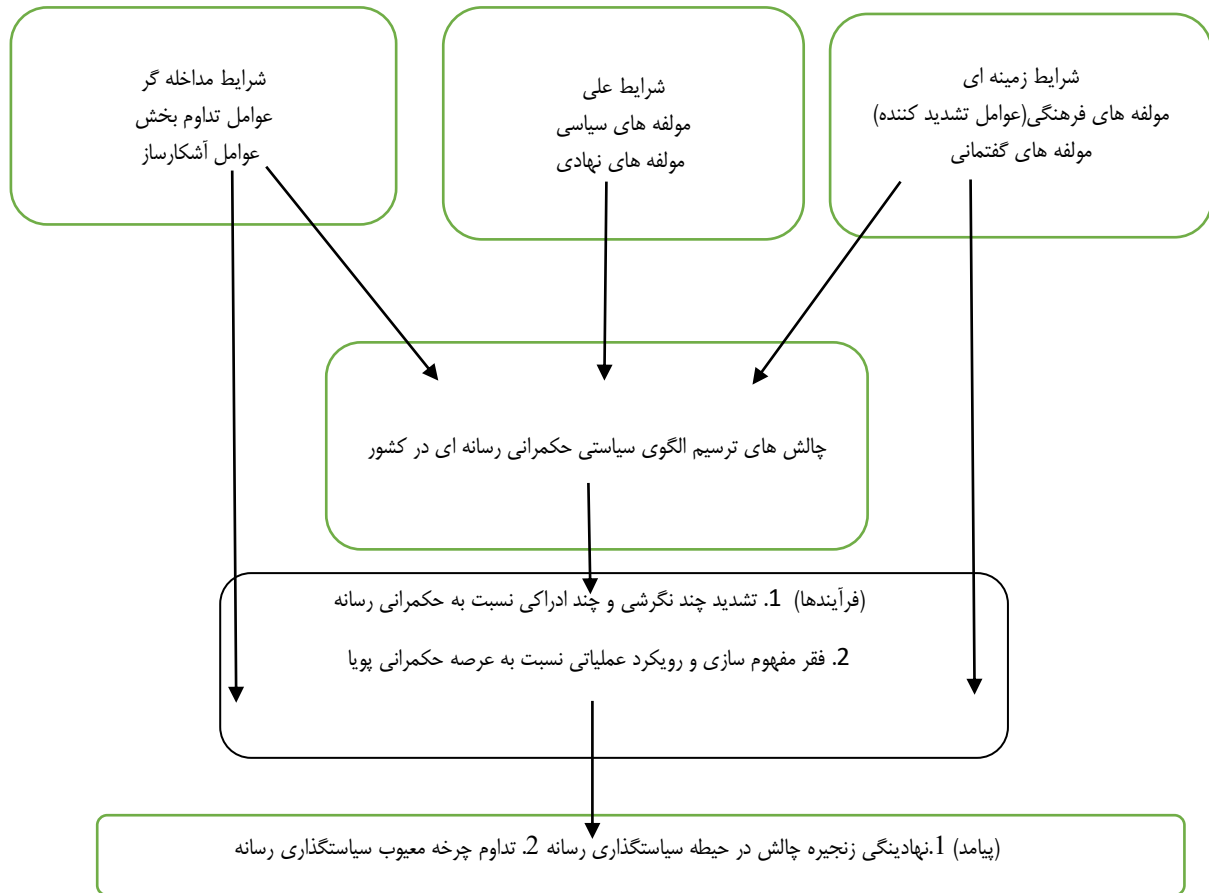 شرایط زمینه ای
مولفه های فرهنگی(عوامل تشدید کننده)
مولفه های گفتمانی
شرایط علی
مولفه های سیاسی
مولفه های نهادی
شرایط مداخله گر
عوامل تداوم بخش
عوامل آشکارساز
چالش های ترسیم الگوی سیاستی حکمرانی رسانه ای در کشور
(فرآیندها) 1. تشدید چند نگرشی و چند ادراکی نسبت به حکمرانی رسانه
2. فقر مفهوم سازی و رویکرد عملیاتی نسبت به عرصه حکمرانی پویا
(پیامد) 1.نهادینگی زنجیره چالش در حیطه سیاستگذاری رسانه 2. تداوم چرخه معیوب سیاستگذاری رسانه